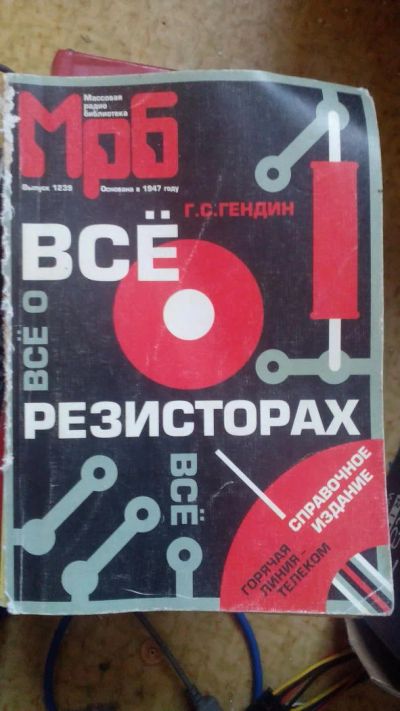 Массовая
радио
библиотека
МРБ
Выпуск 1239 Основана в 1947 году
Г.С.ГЕНДИН
ВСЁ
О
ВСЁ О
РЕЗИСТОРАХ
ВСЁ О
СПРАВОЧНОЕ
ИЗДАНИЕ
ГОРЯЧАЯ
ЛИНИЯ -
ТЕЛЕКОМ